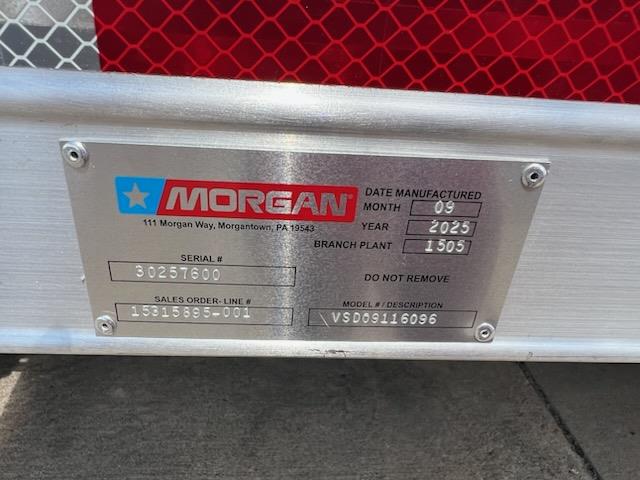 MORGAN
111 Morgan Way, Morgantown, PA 19543
DATE MANUFACTURED
MONTH 09
YEAR 2025
BRANCH PLANT 1505
SERIAL #
30257600
DO NOT REMOVE
SALES ORDER- LINE #
15315895-001
MODEL # / DESCRIPTION
VSD09116096